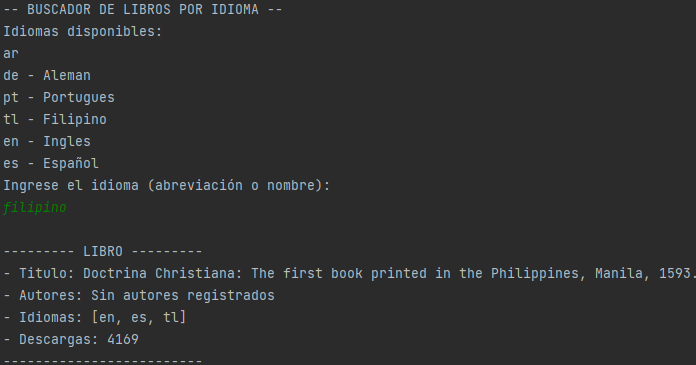 -- BUSCADOR DE LIBROS POR IDIOMA --
Idiomas disponibles:
ar
de - Aleman
pt - Portugues
tl - Filipino
en - Ingles
es - Español
Ingrese el idioma (abreviación o nombre):
filipino
--------- LIBRO ---------
- Titulo: Doctrina Christiana: The first book printed in the Philippines, Manila, 1593.
- Autores: Sin autores registrados
- Idiomas: [en, es, tl]
- Descargas: 4169
-------------------------